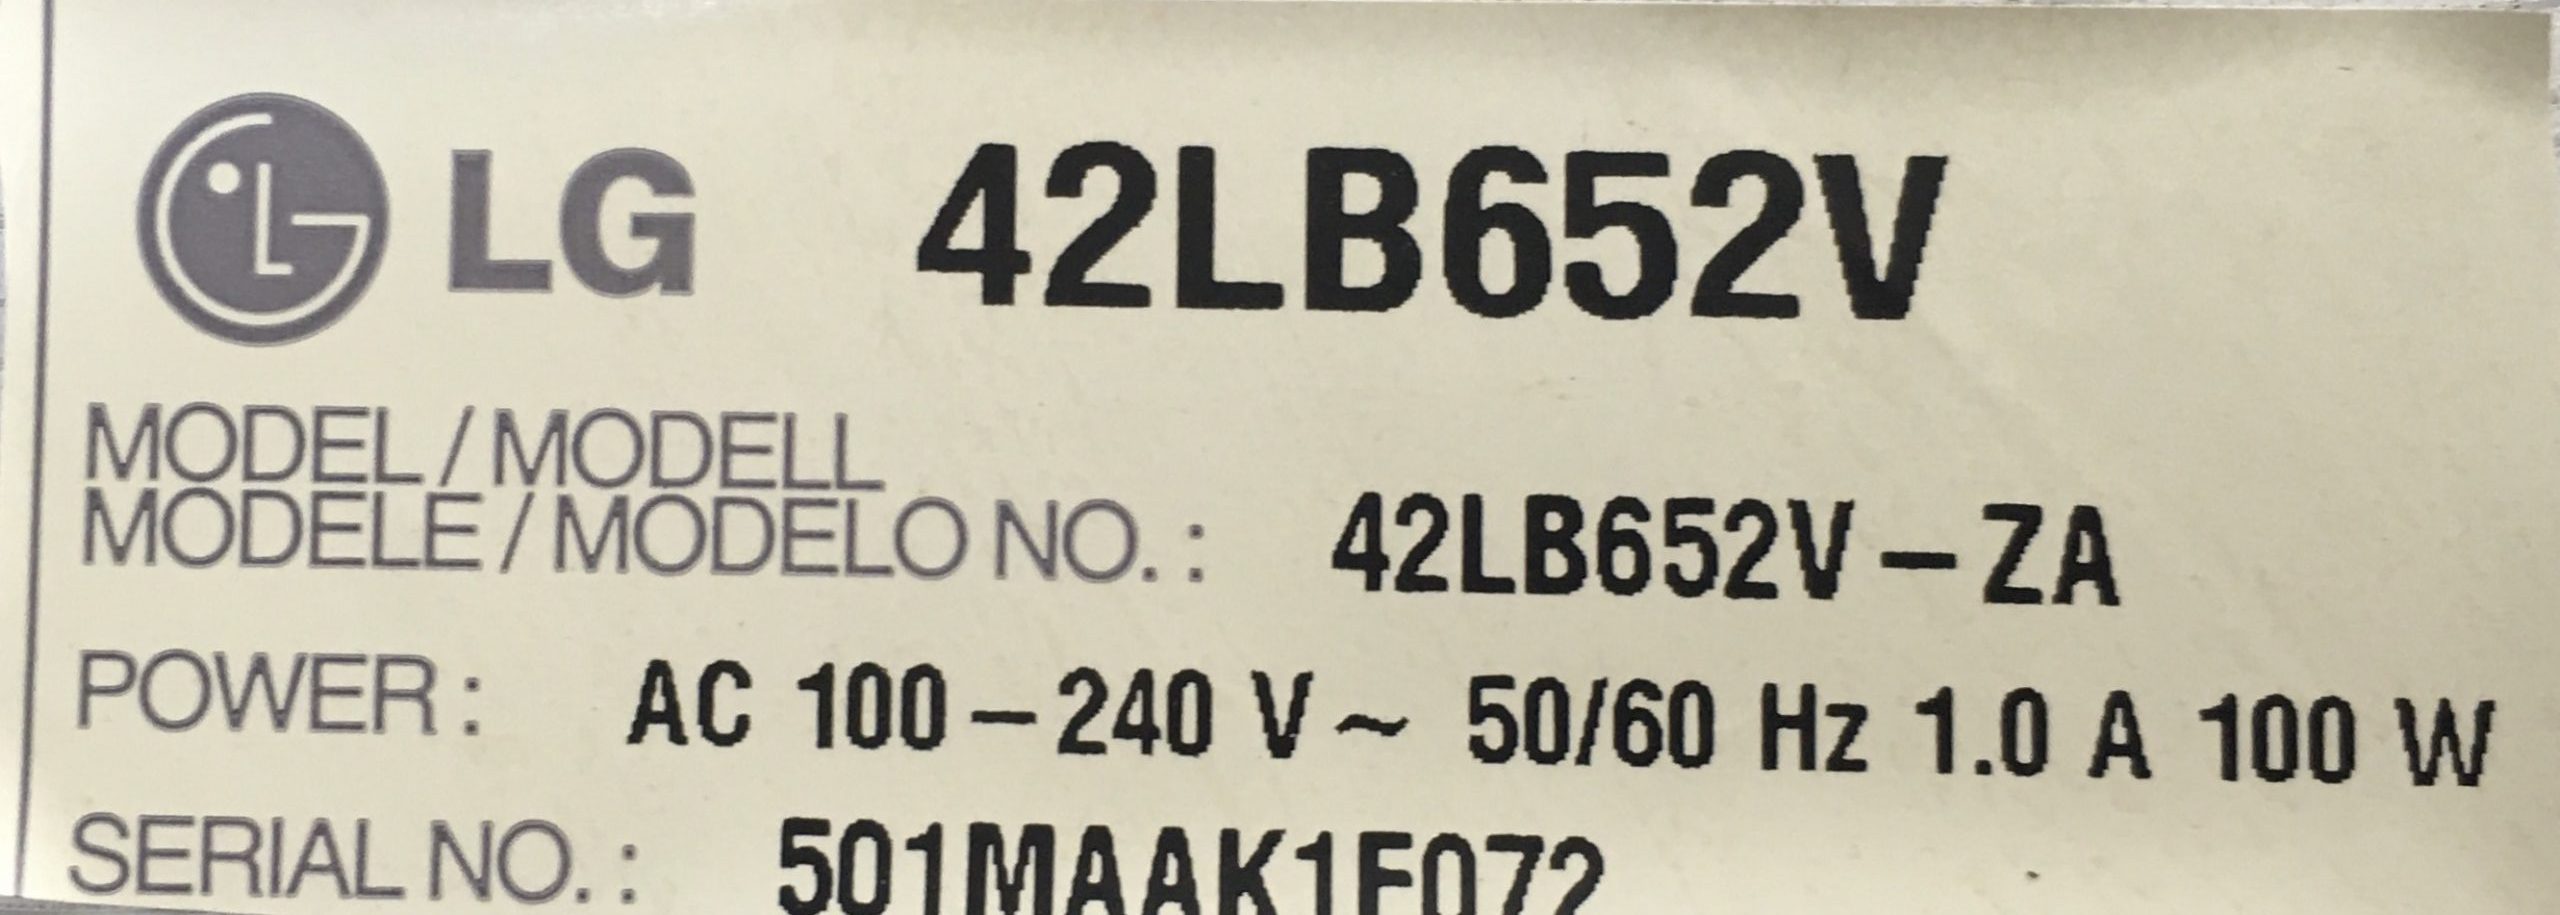 LG 42LB652V
MODEL / MODELL
MODELE / MODELO NO. : 42LB652V-ZA
POWER : AC 100-240 V~ 50/60 Hz 1.0 A 100 W
SERIAL NO. :